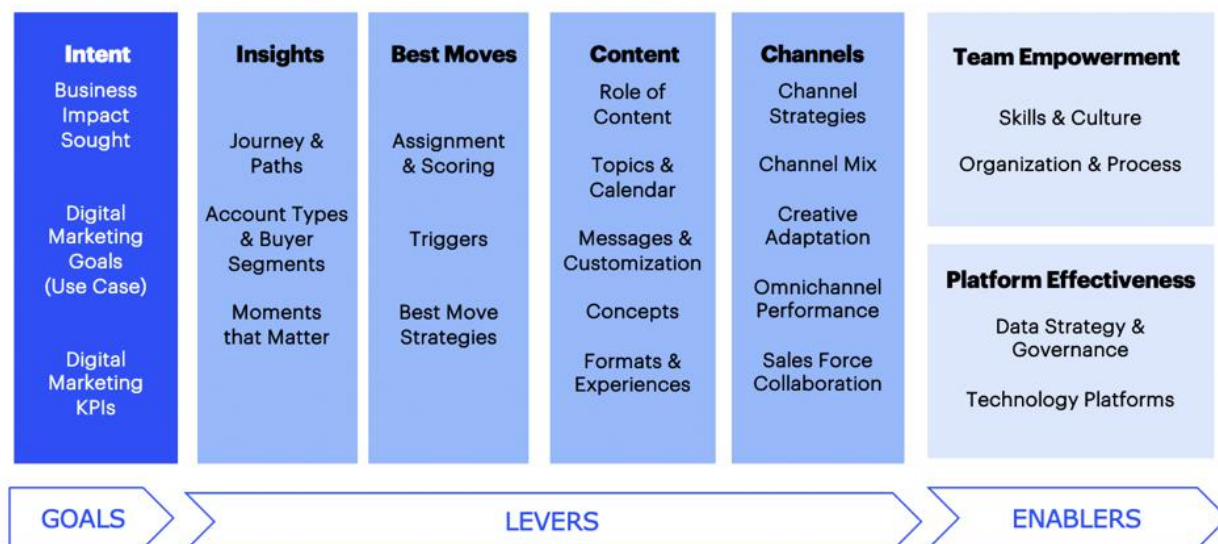 Intent
Business
Impact
Sought
Digital
Marketing
Goals
(Use Case)
Digital
Marketing
KPIs
Insights
Journey &
Paths
Account Types
& Buyer
Segments
Moments
that Matter
Best Moves
Assignment
& Scoring
Triggers
Best Move
Strategies
Content
Role of
Content
Topics &
Calendar
Messages &
Customization
Concepts
Formats &
Experiences
Channels
Channel
Strategies
Channel Mix
Creative
Adaptation
Omnichannel
Performance
Sales Force
Collaboration
Team Empowerment
Skills & Culture
Organization & Process
Platform Effectiveness
Data Strategy &
Governance
Technology Platforms
GOALS
LEVERS
ENABLERS